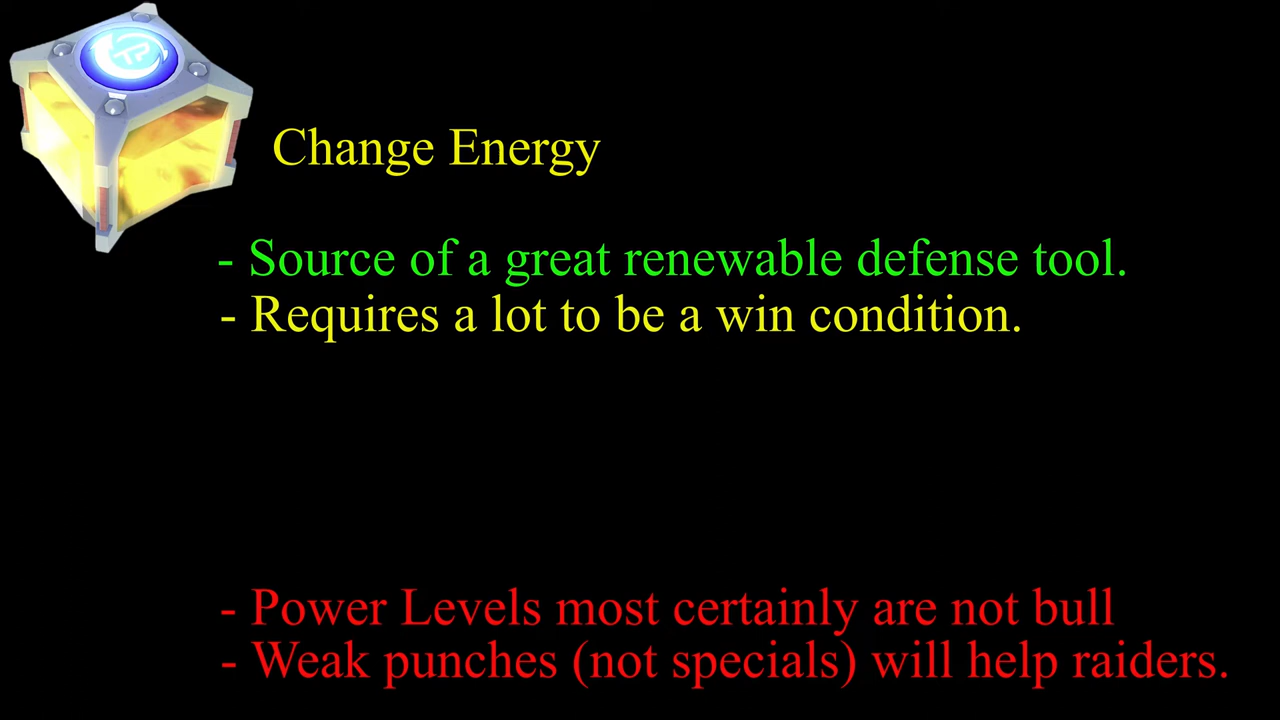 Change Energy
- Source of a great renewable defense tool.
- Requires a lot to be a win condition.
- Power Levels most certainly are not bull
- Weak punches (not specials) will help raiders.